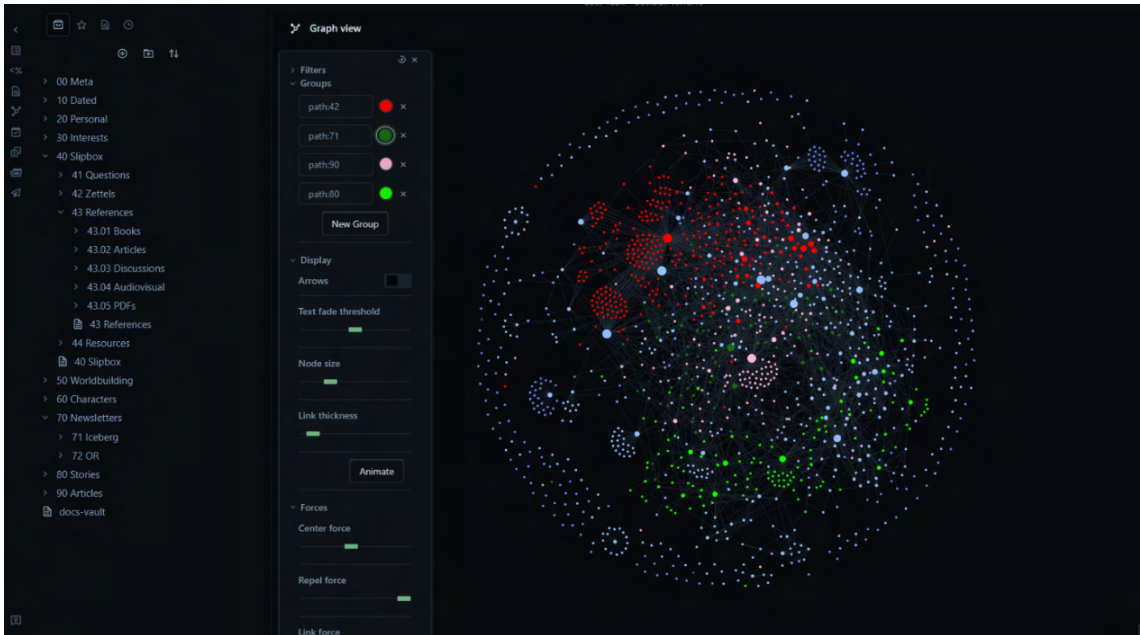 Graph view
00 Meta
10 Dated
20 Personal
30 Interests
40 Slipbox
41 Questions
42 Zettels
43 References
43.01 Books
43.02 Articles
43.03 Discussions
43.04 Audiovisual
43.05 PDFs
43 References
44 Resources
40 Slipbox
50 Worldbuilding
60 Characters
70 Newsletters
71 Iceberg
72 OR
80 Stories
90 Articles
docs-vault
Filters
Groups
path:42
path:71
path:90
path:80
New Group
Display
Arrows
Text fade threshold
Node size
Link thickness
Animate
Forces
Center force
Repel force
Link force